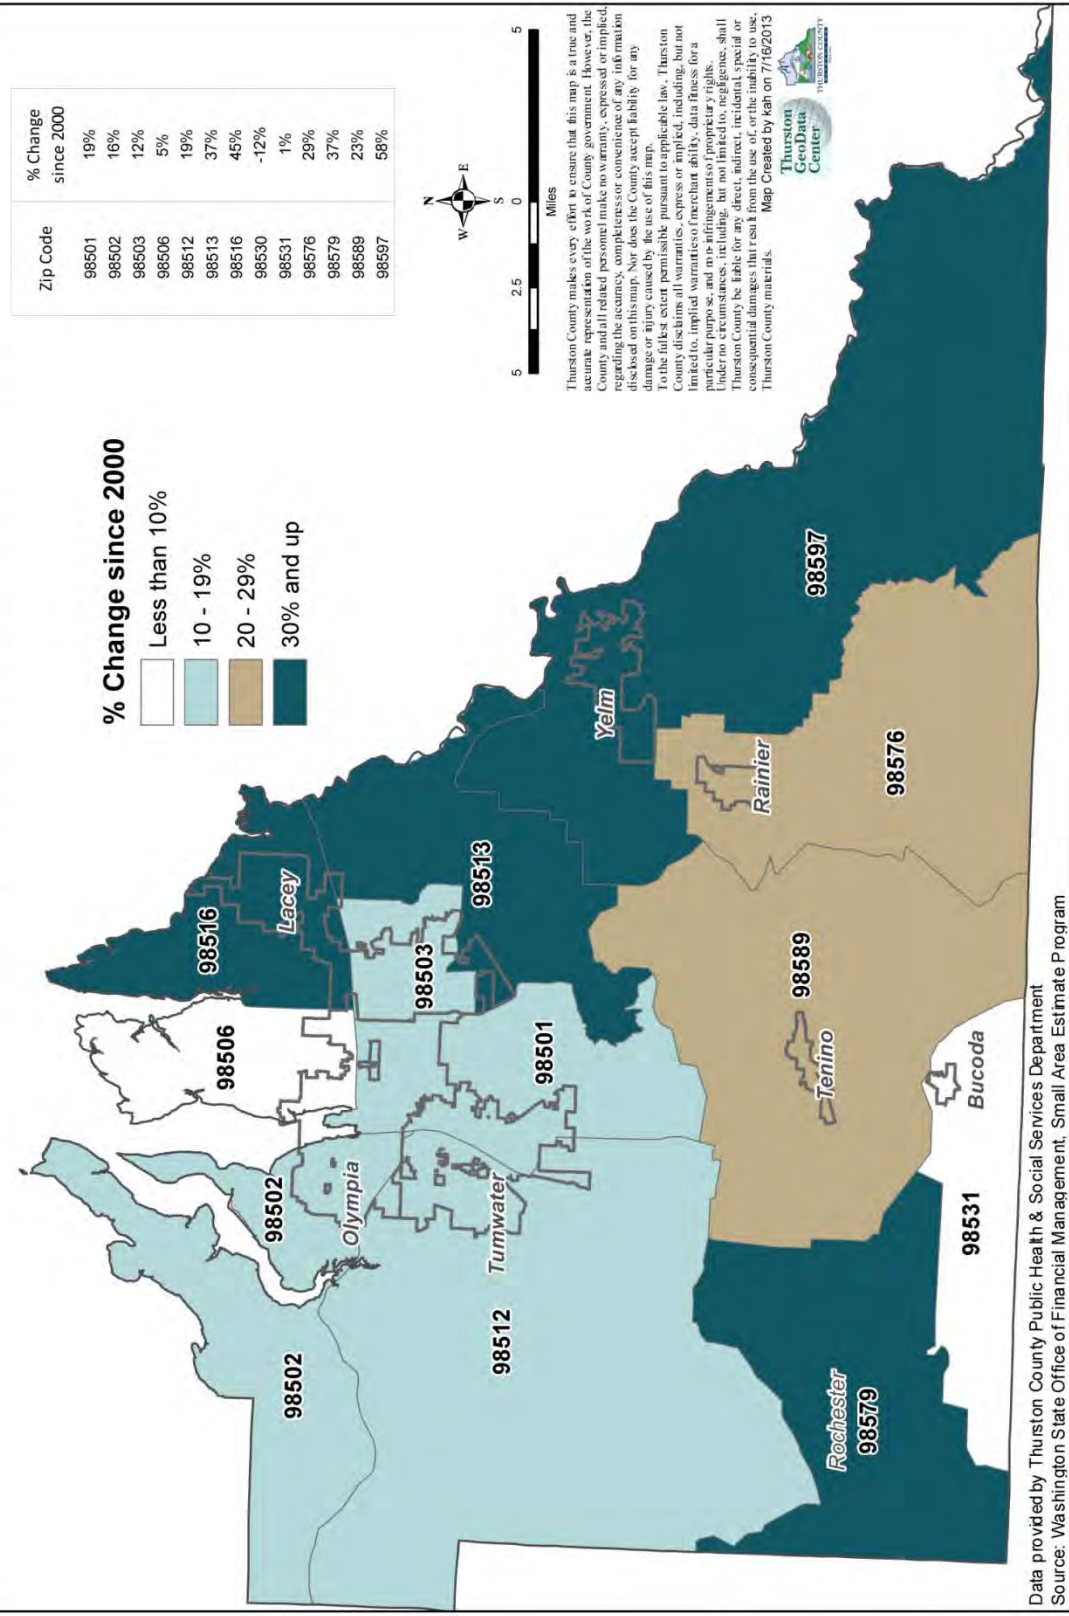 Zip Code % Change
since 2000
98501 19%
98502 16%
98503 12%
98506 5%
98512 19%
98513 37%
98516 45%
98530 -12%
98531 1%
98576 29%
98579 37%
98589 23%
98597 58%
% Change since 2000
Less than 10%
10 - 19%
20 - 29%
30% and up
N
W E
S
5 2.5 0 5
Miles
Thurston County makes every effort to ensure that this map is a true and
accurate representation of the work of County government. However, the
County and all related personnel make no warranty, expressed or implied,
regarding the accuracy, completeness or convenience of any information
disclosed on this map. Nor does the County accept liability for any
damage or injury caused by the use of this map.
To the fullest extent permissible pursuant to applicable law, Thurston
County disclaims all warranties, express or implied, including, but not
limited to, implied warranties of merchant ability, data fitness for a
particular purpose, and non-infringements of proprietary rights.
Under no circumstances, including, but not limited to, negligence, shall
Thurston County be liable for any direct, indirect, incidental, special or
consequential damages that result from the use of, or the inability to use,
Thurston County materials.
Map Created by kah on 7/16/2013
Thurston
GeoData
Center
THURSTON COUNTY
98516
Lacey
98506
98502
98502
Olympia
98503
98513
Tumwater
98501
98512
Yelm
Rainier
98597
98576
98589
Tenino
Rochester
98579
Bucoda
98531
Data provided by Thurston County Public Health & Social Services Department
Source: Washington State Office of Financial Management, Small Area Estimate Program